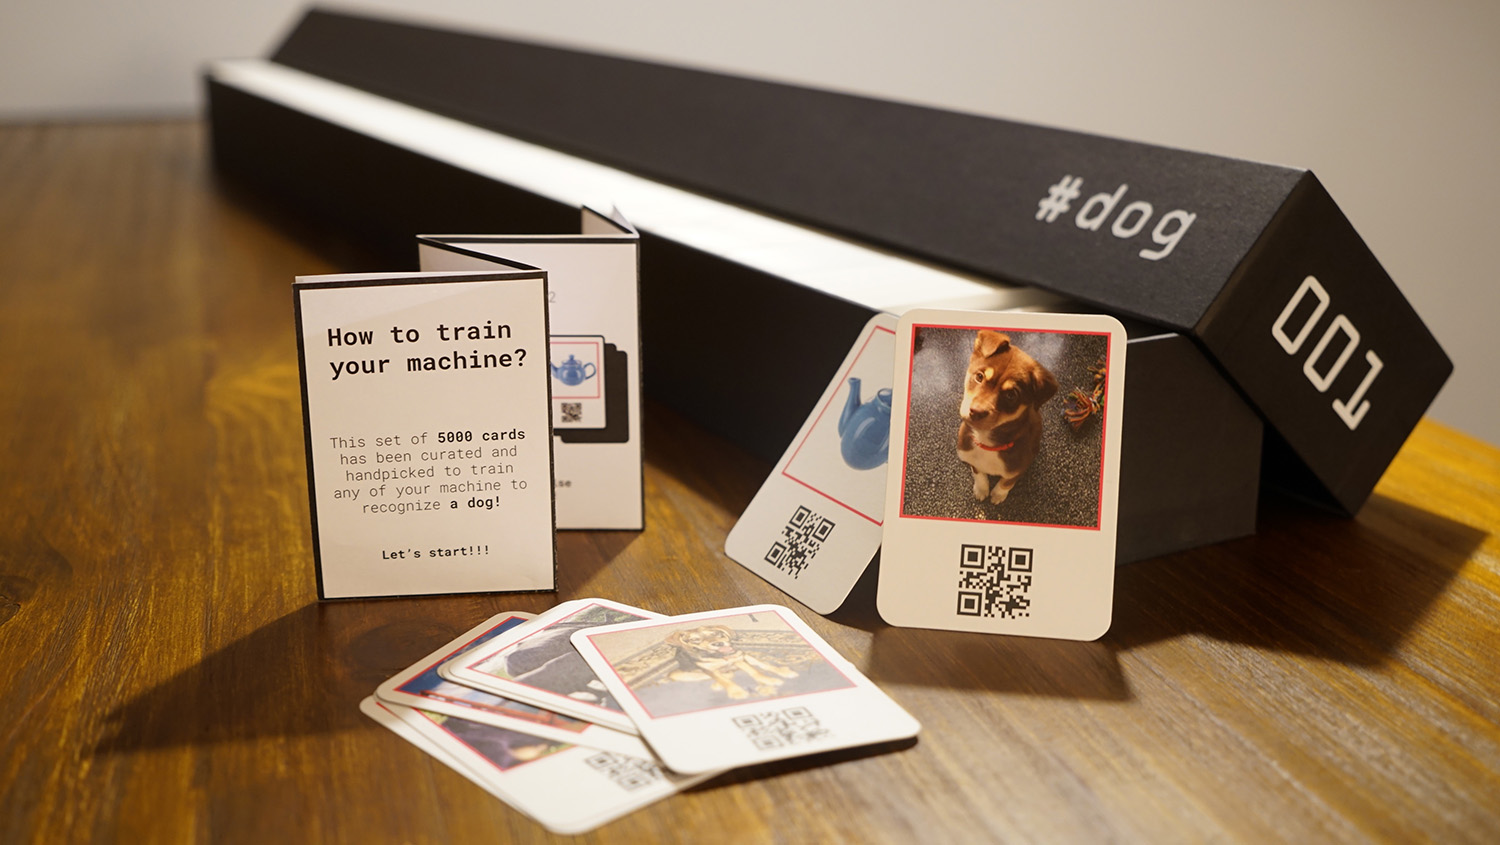 #dog
001
How to train
your machine?
This set of 5000 cards
has been curated and
handpicked to train
any of your machine to
recognize a dog!
Let's start!!!
2